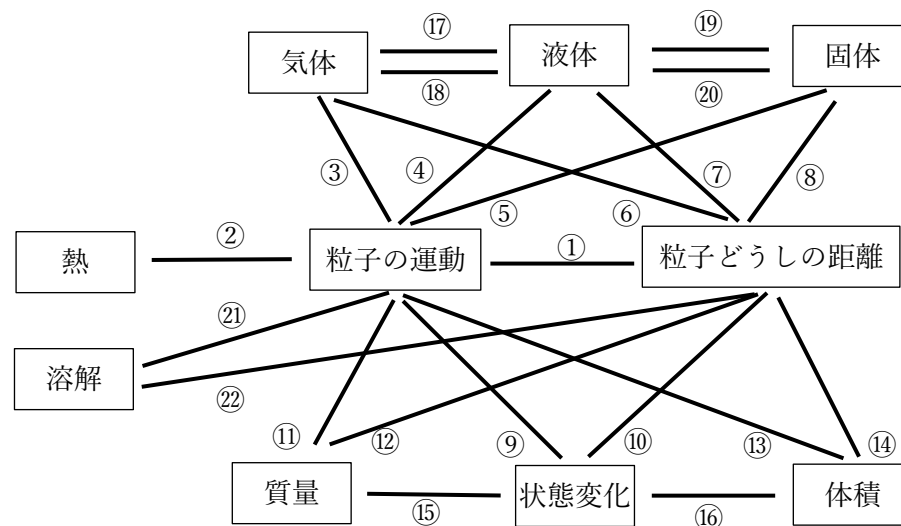 ⑰
⑲
気体
液体
固体
⑱
⑳
③
④
⑦
⑧
⑤
⑥
②
①
熱
粒子の運動
粒子どうしの距離
㉑
溶解
㉒
⑪
⑫
⑨
⑩
⑬
⑭
質量
状態変化
体積
⑮
⑯